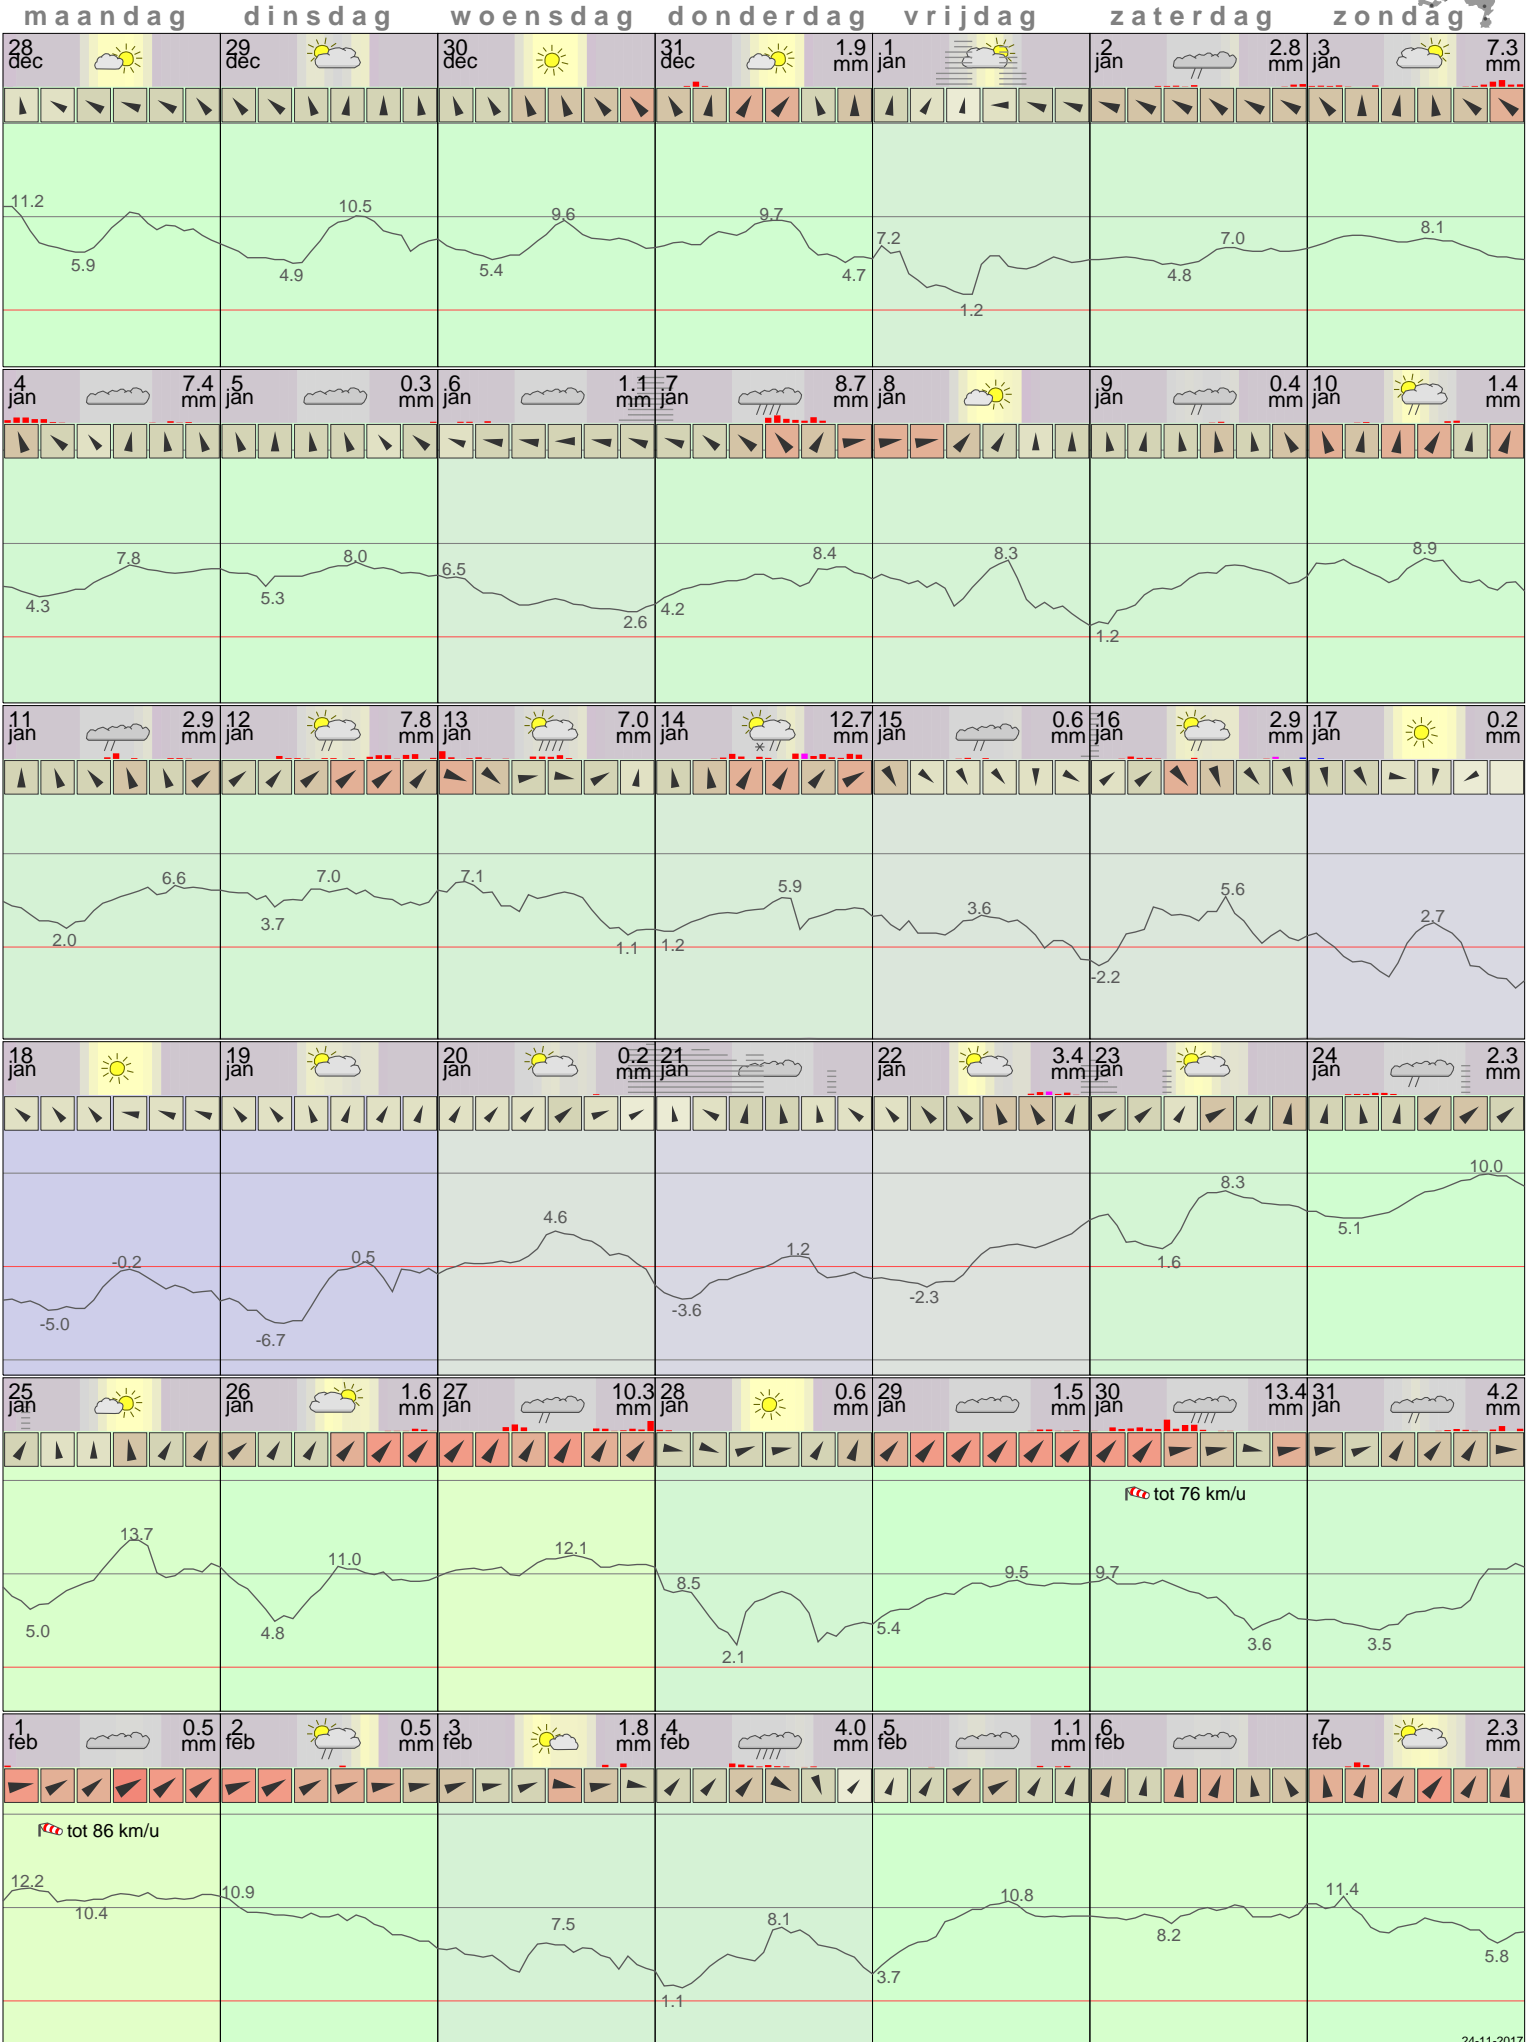 maandag dinsdag woensdag donderdag vrijdag zaterdag zondag
28 dec
29 dec
30 dec
31 dec 1.9 mm
1 jan
2 jan 2.8 mm
3 jan 7.3 mm
11.2 5.9
4.9 10.5
5.4 9.6
9.7 4.7
7.2 1.2
4.8 7.0
8.1
4 jan 7.4 mm
5 jan 0.3 mm
6 jan 1.1 mm
7 jan 8.7 mm
8 jan
9 jan 0.4 mm
10 jan 1.4 mm
4.3 7.8
5.3 8.0
6.5 2.6
4.2 8.4
8.3
1.2
8.9
11 jan 2.9 mm
12 jan 7.8 mm
13 jan 7.0 mm
14 jan 12.7 mm
15 jan 0.6 mm
16 jan 2.9 mm
17 jan 0.2 mm
2.0 6.6
3.7 7.0
7.1 1.1
1.2 5.9
3.6
-2.2 5.6
2.7
18 jan
19 jan
20 jan 0.2 mm
21 jan
22 jan 3.4 mm
23 jan
24 jan 2.3 mm
-5.0 -0.2
-6.7 0.5
4.6
-3.6 1.2
-2.3
1.6 8.3
5.1 10.0
25 jan
26 jan 1.6 mm
27 jan 10.3 mm
28 jan 0.6 mm
29 jan 1.5 mm
30 jan 13.4 mm
31 jan 4.2 mm
tot 76 km/u
5.0 13.7
4.8 11.0
12.1
8.5 2.1
5.4 9.5
9.7 3.6
3.5
1 feb 0.5 mm
2 feb 0.5 mm
3 feb 1.8 mm
4 feb 4.0 mm
5 feb 1.1 mm
6 feb
7 feb 2.3 mm
tot 86 km/u
12.2 10.4
10.9
7.5
1.1 8.1
3.7 10.8
8.2
11.4 5.8
24-11-2017